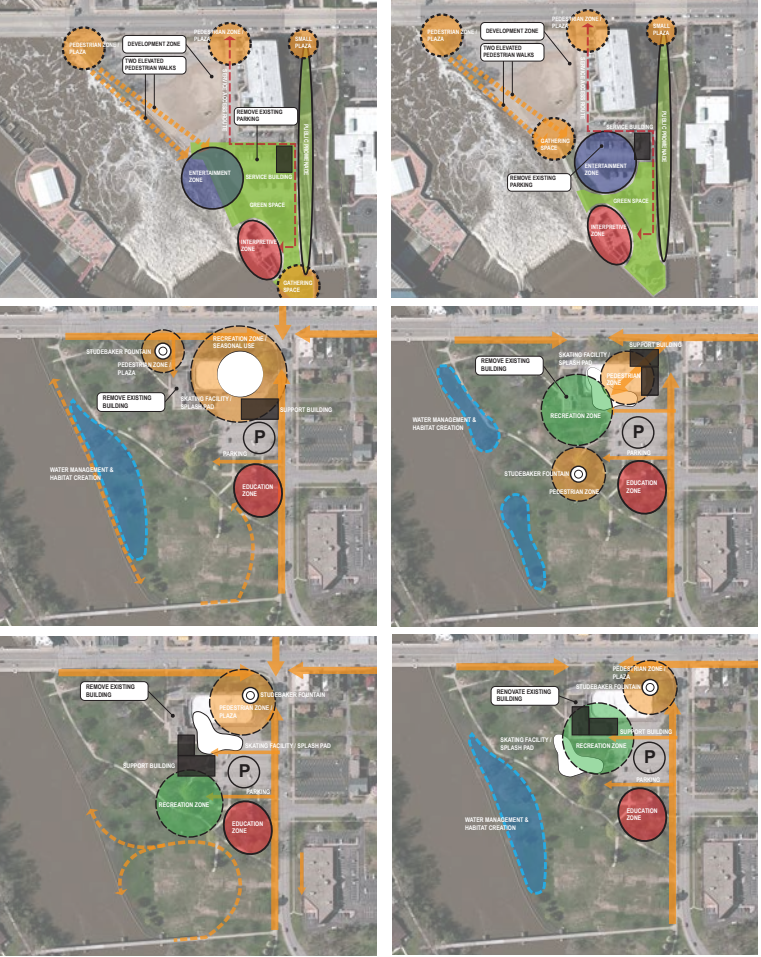 PEDESTRIAN ZONE /
PLAZA
DEVELOPMENT ZONE
TWO ELEVATED
PEDESTRIAN WALKS
PEDESTRIAN ZONE /
PLAZA
SMALL
PLAZA
REMOVE EXISTING
PARKING
PUBLIC PROMENADE
ENTERTAINMENT
ZONE
SERVICE BUILDING
GREEN SPACE
INTERPRETIVE
ZONE
GATHERING
SPACE
PEDESTRIAN ZONE /
PLAZA
DEVELOPMENT ZONE
TWO ELEVATED
PEDESTRIAN WALKS
PEDESTRIAN ZONE /
PLAZA
SMALL
PLAZA
PUBLIC PROMENADE
GATHERING
SPACE
SERVICE BUILDING
ENTERTAINMENT
ZONE
REMOVE EXISTING
PARKING
GREEN SPACE
INTERPRETIVE
ZONE
RECREATION ZONE /
SEASONAL USE
STUDEBAKER FOUNTAIN
PEDESTRIAN ZONE /
PLAZA
REMOVE EXISTING
BUILDING
SKATING FACILITY /
SPLASH PAD
SUPPORT BUILDING
P
PARKING
WATER MANAGEMENT &
HABITAT CREATION
EDUCATION
ZONE
SUPPORT BUILDING
SKATING FACILITY /
SPLASH PAD
REMOVE EXISTING
BUILDING
PEDESTRIAN
ZONE
RECREATION ZONE
WATER MANAGEMENT &
HABITAT CREATION
P
PARKING
STUDEBAKER FOUNTAIN
PEDESTRIAN ZONE
EDUCATION
ZONE
REMOVE EXISTING
BUILDING
STUDEBAKER FOUNTAIN
PEDESTRIAN ZONE /
PLAZA
SKATING FACILITY / SPLASH PAD
SUPPORT BUILDING
P
PARKING
RECREATION ZONE
EDUCATION
ZONE
PEDESTRIAN ZONE /
PLAZA
STUDEBAKER FOUNTAIN
RENOVATE EXISTING
BUILDING
SUPPORT BUILDING
SKATING FACILITY /
SPLASH PAD
RECREATION ZONE
P
PARKING
EDUCATION
ZONE
WATER MANAGEMENT &
HABITAT CREATION